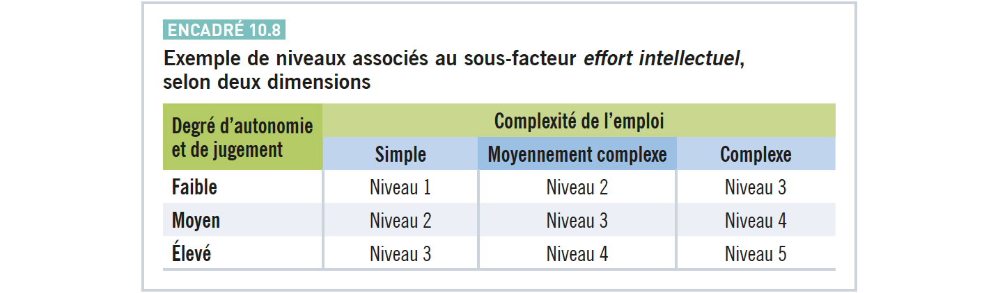 ENCADRÉ 10.8
Exemple de niveaux associés au sous-facteur effort intellectuel,
selon deux dimensions
Degré d'autonomie
et de jugement
Complexité de l'emploi
Simple Moyennement complexe Complexe
Faible Niveau 1 Niveau 2 Niveau 3
Moyen Niveau 2 Niveau 3 Niveau 4
Élevé Niveau 3 Niveau 4 Niveau 5